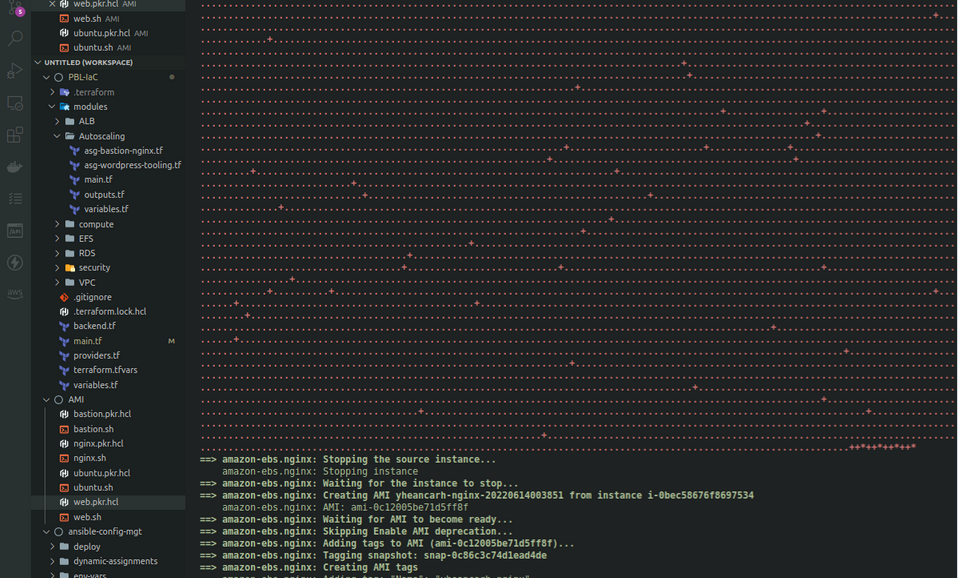 web.pkr.hcl AMI
web.sh AMI
ubuntu.pkr.hcl AMI
ubuntu.sh AMI
UNTITLED (WORKSPACE)
PBL-IaC
.terraform
modules
ALB
Autoscaling
asg-bastion-nginx.tf
asg-wordpress-tooling.tf
main.tf
outputs.tf
variables.tf
compute
EFS
RDS
security
VPC
.gitignore
.terraform.lock.hcl
backend.tf
main.tf M
providers.tf
terraform.tfvars
variables.tf
AMI
bastion.pkr.hcl
bastion.sh
nginx.pkr.hcl
nginx.sh
ubuntu.pkr.hcl
ubuntu.sh
web.pkr.hcl
web.sh
ansible-config-mgt
deploy
dynamic-assignments
env-vars
==> amazon-ebs.nginx: Stopping the source instance...
amazon-ebs.nginx: Stopping instance
==> amazon-ebs.nginx: Waiting for the instance to stop...
==> amazon-ebs.nginx: Creating AMI yheancarh-nginx-20220614003851 from instance i-0bec58676f8697534
amazon-ebs.nginx: AMI: ami-0c12005be71d5ff8f
==> amazon-ebs.nginx: Waiting for AMI to become ready...
==> amazon-ebs.nginx: Skipping Enable AMI deprecation...
==> amazon-ebs.nginx: Adding tags to AMI (ami-0c12005be71d5ff8f)...
==> amazon-ebs.nginx: Tagging snapshot: snap-0c86c3c74d1ead4de
==> amazon-ebs.nginx: Creating AMI tags